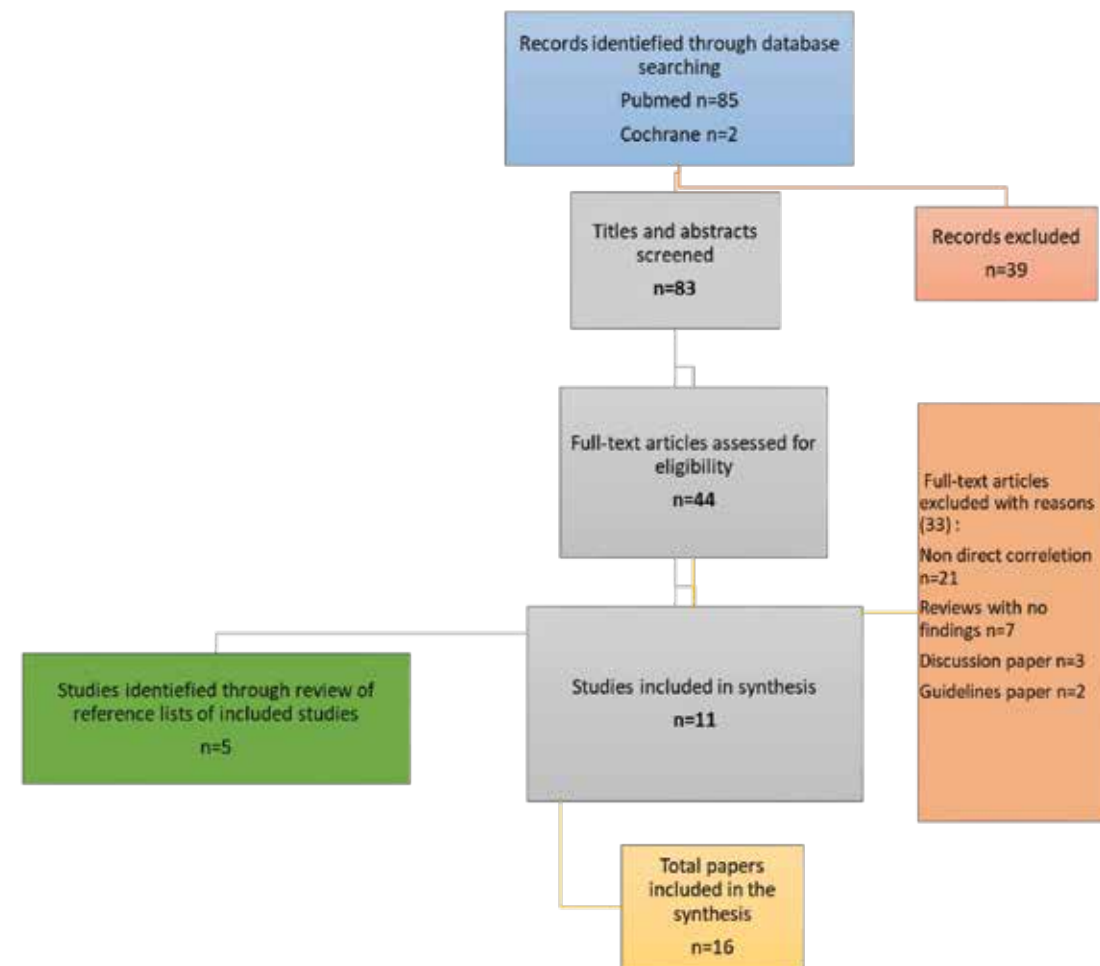 Records identiefied through database
searching
Pubmed n=85
Cochrane n=2
Titles and abstracts
screened
n=83
Records excluded
n=39
Full-text articles assessed for
eligibility
n=44
Full-text articles
excluded with reasons
(33) :
Non direct correletion
n=21
Reviews with no
findings n=7
Discussion paper n=3
Guidelines paper n=2
Studies included in synthesis
n=11
Studies identiefied through review of
reference lists of included studies
n=5
Total papers
included in the
synthesis
n=16